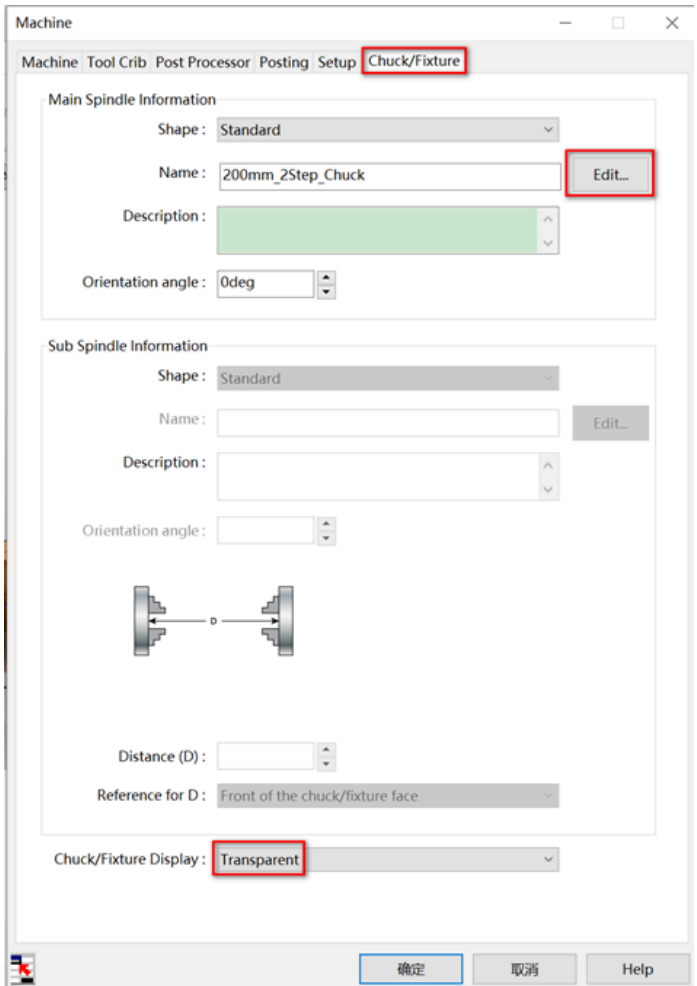 Machine
Machine Tool Crib Post Processor Posting Setup Chuck/Fixture
Main Spindle Information
Shape : Standard
Name : 200mm_2Step_Chuck Edit...
Description :
Orientation angle : 0deg
Sub Spindle Information
Shape : Standard
Name : Edit...
Description :
Orientation angle :
D
Distance (D) :
Reference for D : Front of the chuck/fixture face
Chuck/Fixture Display : Transparent
确定 取消 Help